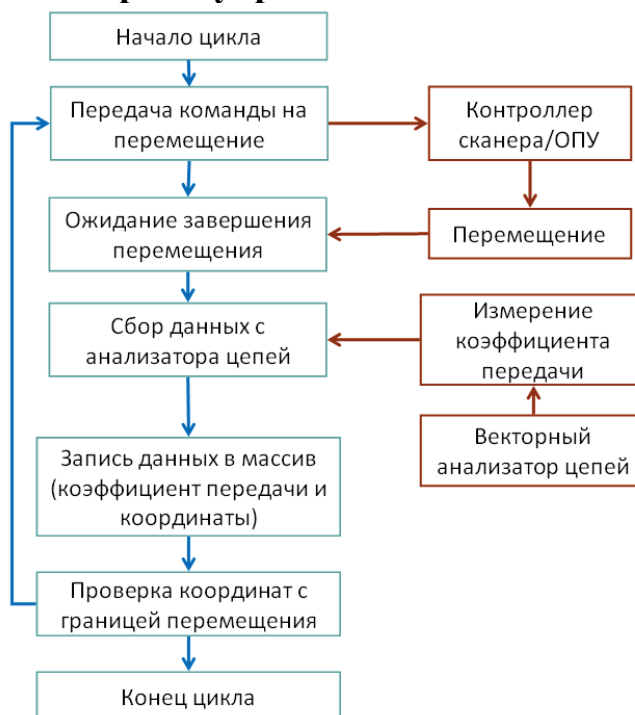 Начало цикла
Передача команды на
перемещение
Контроллер
сканера/ОПУ
Ожидание завершения
перемещения
Перемещение
Сбор данных с
анализатора цепей
Измерение
коэффициента
передачи
Векторный
анализатор цепей
Запись данных в массив
(коэффициент передачи и
координаты)
Проверка координат с
границей перемещения
Конец цикла